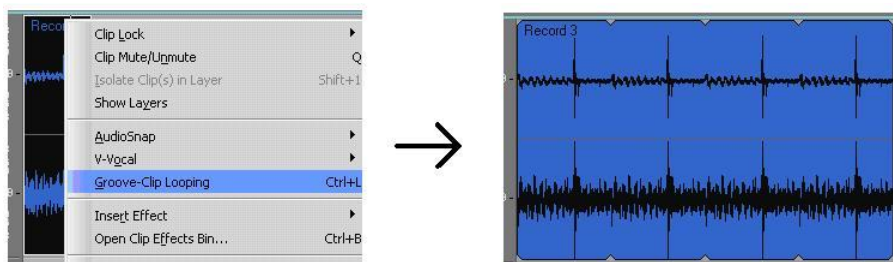 Reco
Clip Lock
Clip Mute/Unmute Q
Isolate Clip(s) in Layer Shift+1
Show Layers
AudioSnap
V-Vocal
Groove-Clip Looping Ctrl+L
Insert Effect
Open Clip Effects Bin... Ctrl+B
Record 3